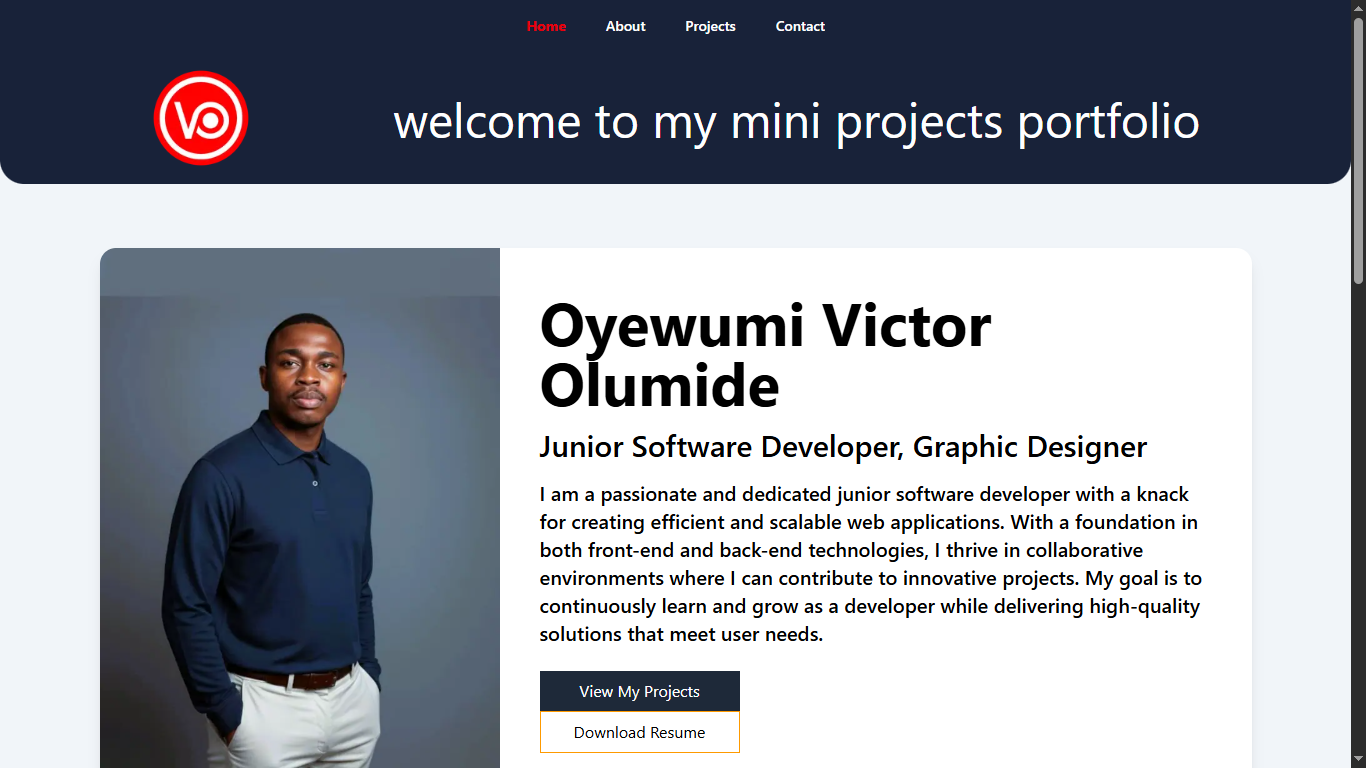 Home About Projects Contact
VO
welcome to my mini projects portfolio
Oyewumi Victor
Olumide
Junior Software Developer, Graphic Designer
I am a passionate and dedicated junior software developer with a knack
for creating efficient and scalable web applications. With a foundation in
both front-end and back-end technologies, I thrive in collaborative
environments where I can contribute to innovative projects. My goal is to
continuously learn and grow as a developer while delivering high-quality
solutions that meet user needs.
View My Projects
Download Resume